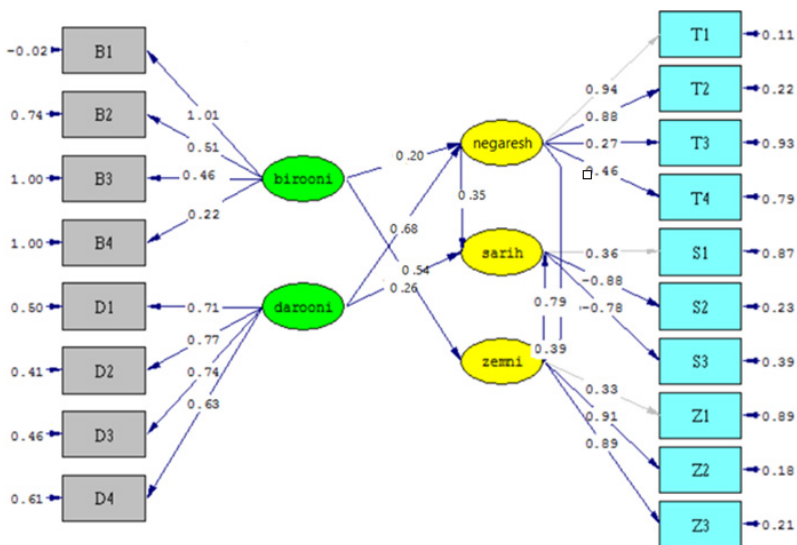 -0.02 B1
0.74 B2
1.00 B3
1.00 B4
0.50 D1
0.41 D2
0.46 D3
0.61 D4
1.01
0.51
0.46
0.22
0.71
0.77
0.74
0.63
birooni
darooni
0.20
0.68
0.54
0.26
negaresh
0.35
sarih
0.79
0.39
zemni
0.94
0.88
0.27
0.46
0.36
-0.88
-0.78
0.33
0.91
0.89
T1 0.11
T2 0.22
T3 0.93
T4 0.79
S1 0.87
S2 0.23
S3 0.39
Z1 0.89
Z2 0.18
Z3 0.21